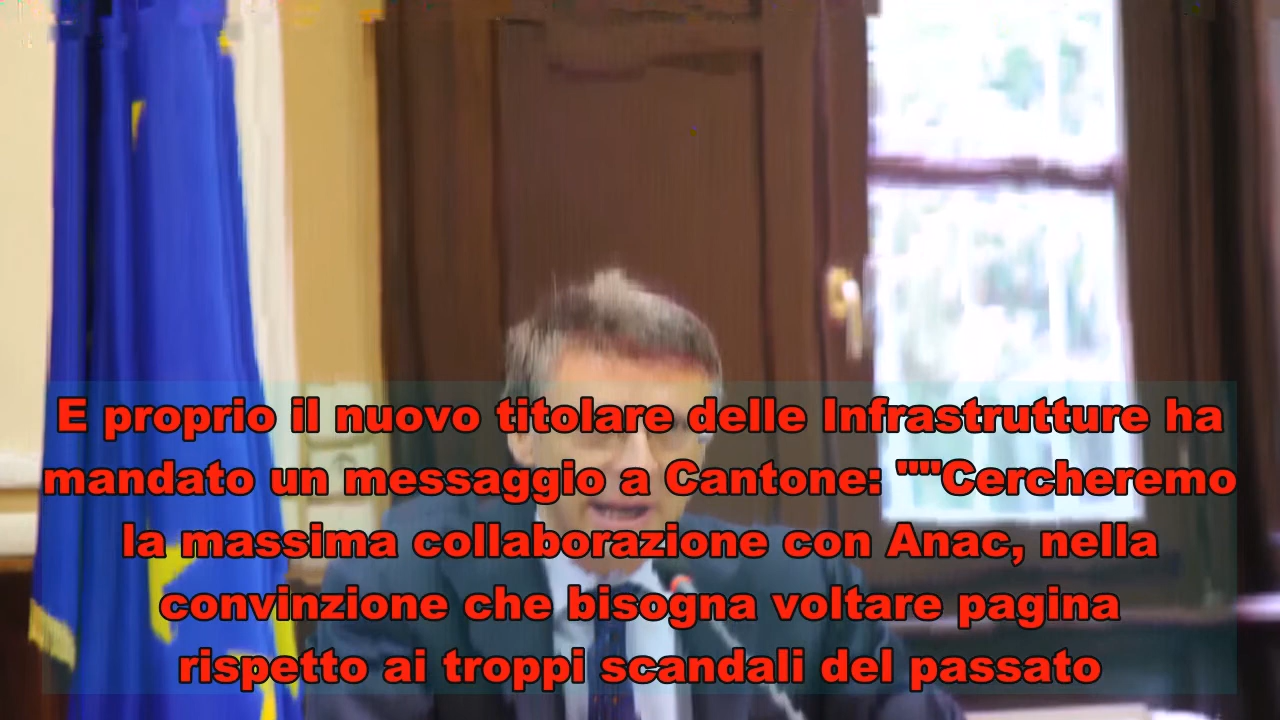 E proprio il nuovo titolare delle Infrastrutture ha
mandato un messaggio a Cantone: """Cercheremo
la massima collaborazione con Anac, nella
convinzione che bisogna voltare pagina
rispetto ai troppi scandali del passato